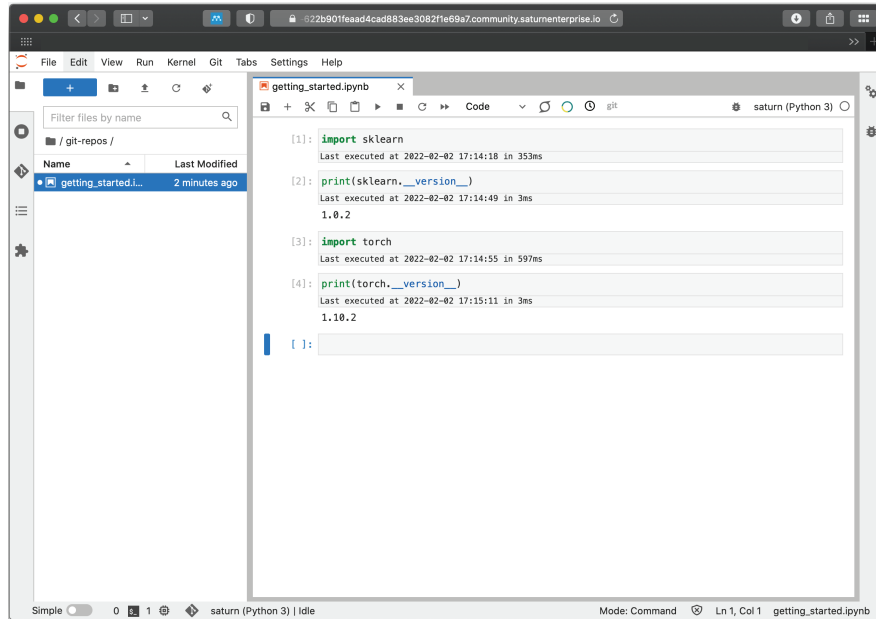 -622b901feaad4cad883ee3082f1e69a7.community.saturnenterprise.io
File Edit View Run Kernel Git Tabs Settings Help
+
Filter files by name
/ git-repos /
Name Last Modified
getting_started.i... 2 minutes ago
getting_started.ipynb
Code git saturn (Python 3)
[1]: import sklearn
Last executed at 2022-02-02 17:14:18 in 353ms
[2]: print(sklearn.__version__)
Last executed at 2022-02-02 17:14:49 in 3ms
1.0.2
[3]: import torch
Last executed at 2022-02-02 17:14:55 in 597ms
[4]: print(torch.__version__)
Last executed at 2022-02-02 17:15:11 in 3ms
1.10.2
[ ]:
Simple 0 $_ 1 saturn (Python 3) | Idle Mode: Command Ln 1, Col 1 getting_started.ipynb